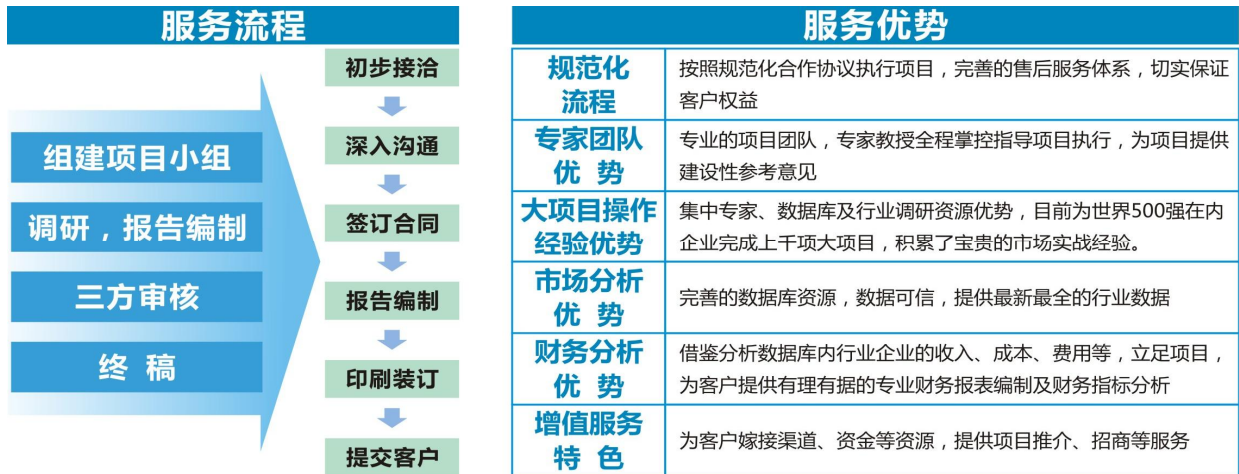 服务流程
组建项目小组
调研，报告编制
三方审核
终 稿
初步接洽
深入沟通
签订合同
报告编制
印刷装订
提交客户
服务优势
规范化
流程
按照规范化合作协议执行项目，完善的售后服务体系，切实保证
客户权益
专家团队
优 势
专业的项目团队，专家教授全程掌控指导项目执行，为项目提供
建设性参考意见
大项目操作
经验优势
集中专家、数据库及行业调研资源优势，目前为世界500强在内
企业完成上千项大项目，积累了宝贵的市场实战经验。
市场分析
优 势
完善的数据库资源，数据可信，提供最新最全的行业数据
财务分析
优 势
借鉴分析数据库内行业企业的收入、成本、费用等，立足项目，
为客户提供有理有据的专业财务报表编制及财务指标分析
增值服务
特 色
为客户嫁接渠道、资金等资源，提供项目推介、招商等服务